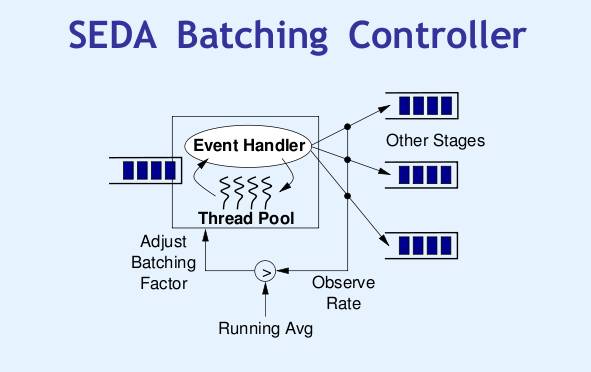 SEDA Batching Controller
Event Handler
Other Stages
Thread Pool
Adjust
Batching
Factor
>
Observe
Rate
Running Avg